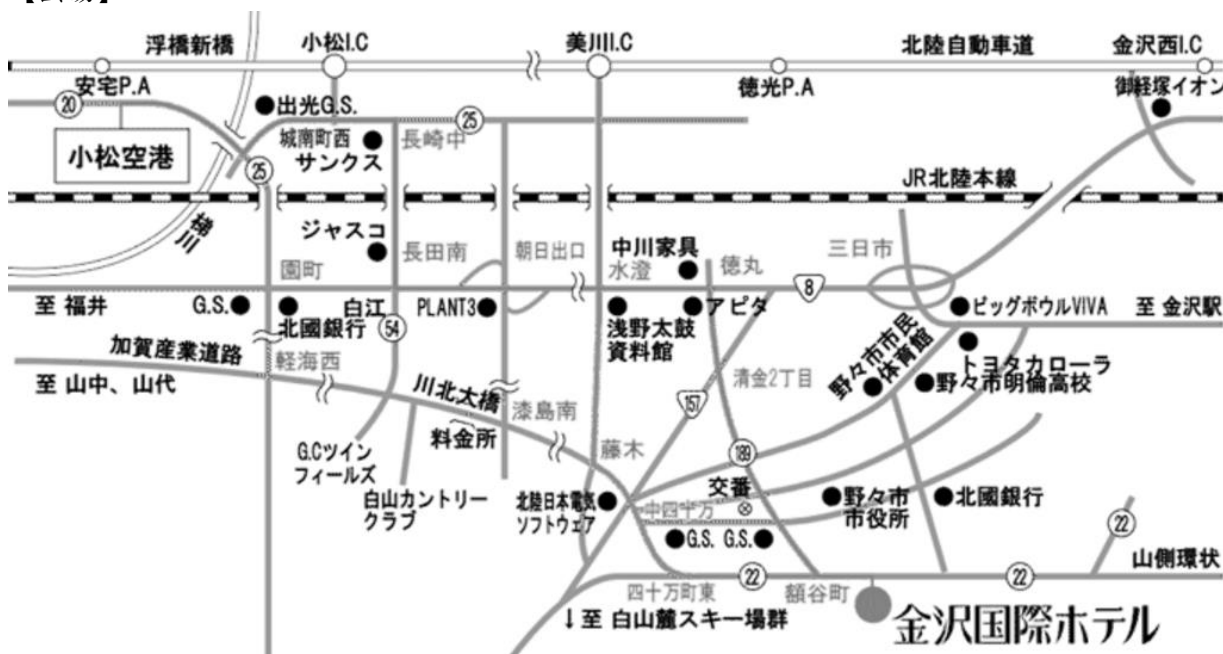 浮橋新橋
小松I.C
美川I.C
北陸自動車道
金沢西I.C
安宅P.A
徳光P.A
御経塚イオン
20
出光G.S.
25
小松空港
城南町西
長崎中
サンクス
25
JR北陸本線
梯川
ジャスコ
長田南
朝日出口
中川家具
水澄
徳丸
三日市
園町
8
至 福井
G.S.
北國銀行
白江
54
PLANT3
浅野太鼓
資料館
アピタ
ビッグボウルVIVA
至 金沢駅
加賀産業道路
軽海西
至 山中、山代
川北大橋
料金所
漆島南
157
清金2丁目
野々市市民
体育館
トヨタカローラ
野々市明倫高校
G.Cツイン
フィールズ
白山カントリー
クラブ
藤木
189
北陸日本電気
ソフトウェア
交番
中四十万
野々市
市役所
北國銀行
G.S.
G.S.
22
山側環状
四十万町東
22
額谷町
22
↓至 白山麓スキー場群
金沢国際ホテル